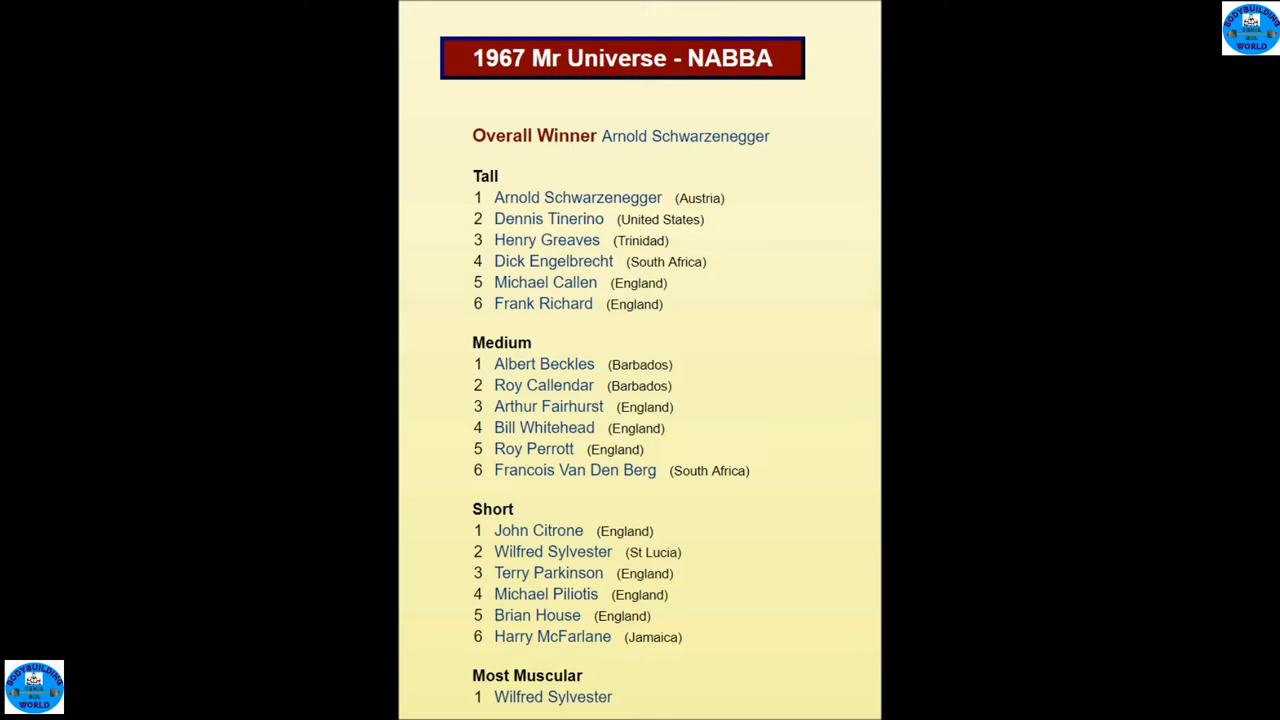 1967 Mr Universe - NABBA
Overall Winner Arnold Schwarzenegger
Tall
1 Arnold Schwarzenegger (Austria)
2 Dennis Tinerino (United States)
3 Henry Greaves (Trinidad)
4 Dick Engelbrecht (South Africa)
5 Michael Callen (England)
6 Frank Richard (England)
Medium
1 Albert Beckles (Barbados)
2 Roy Callendar (Barbados)
3 Arthur Fairhurst (England)
4 Bill Whitehead (England)
5 Roy Perrott (England)
6 Francois Van Den Berg (South Africa)
Short
1 John Citrone (England)
2 Wilfred Sylvester (St Lucia)
3 Terry Parkinson (England)
4 Michael Piliotis (England)
5 Brian House (England)
6 Harry McFarlane (Jamaica)
Most Muscular
1 Wilfred Sylvester
BODYBUILDING
WORLD
BODYBUILDING
WORLD